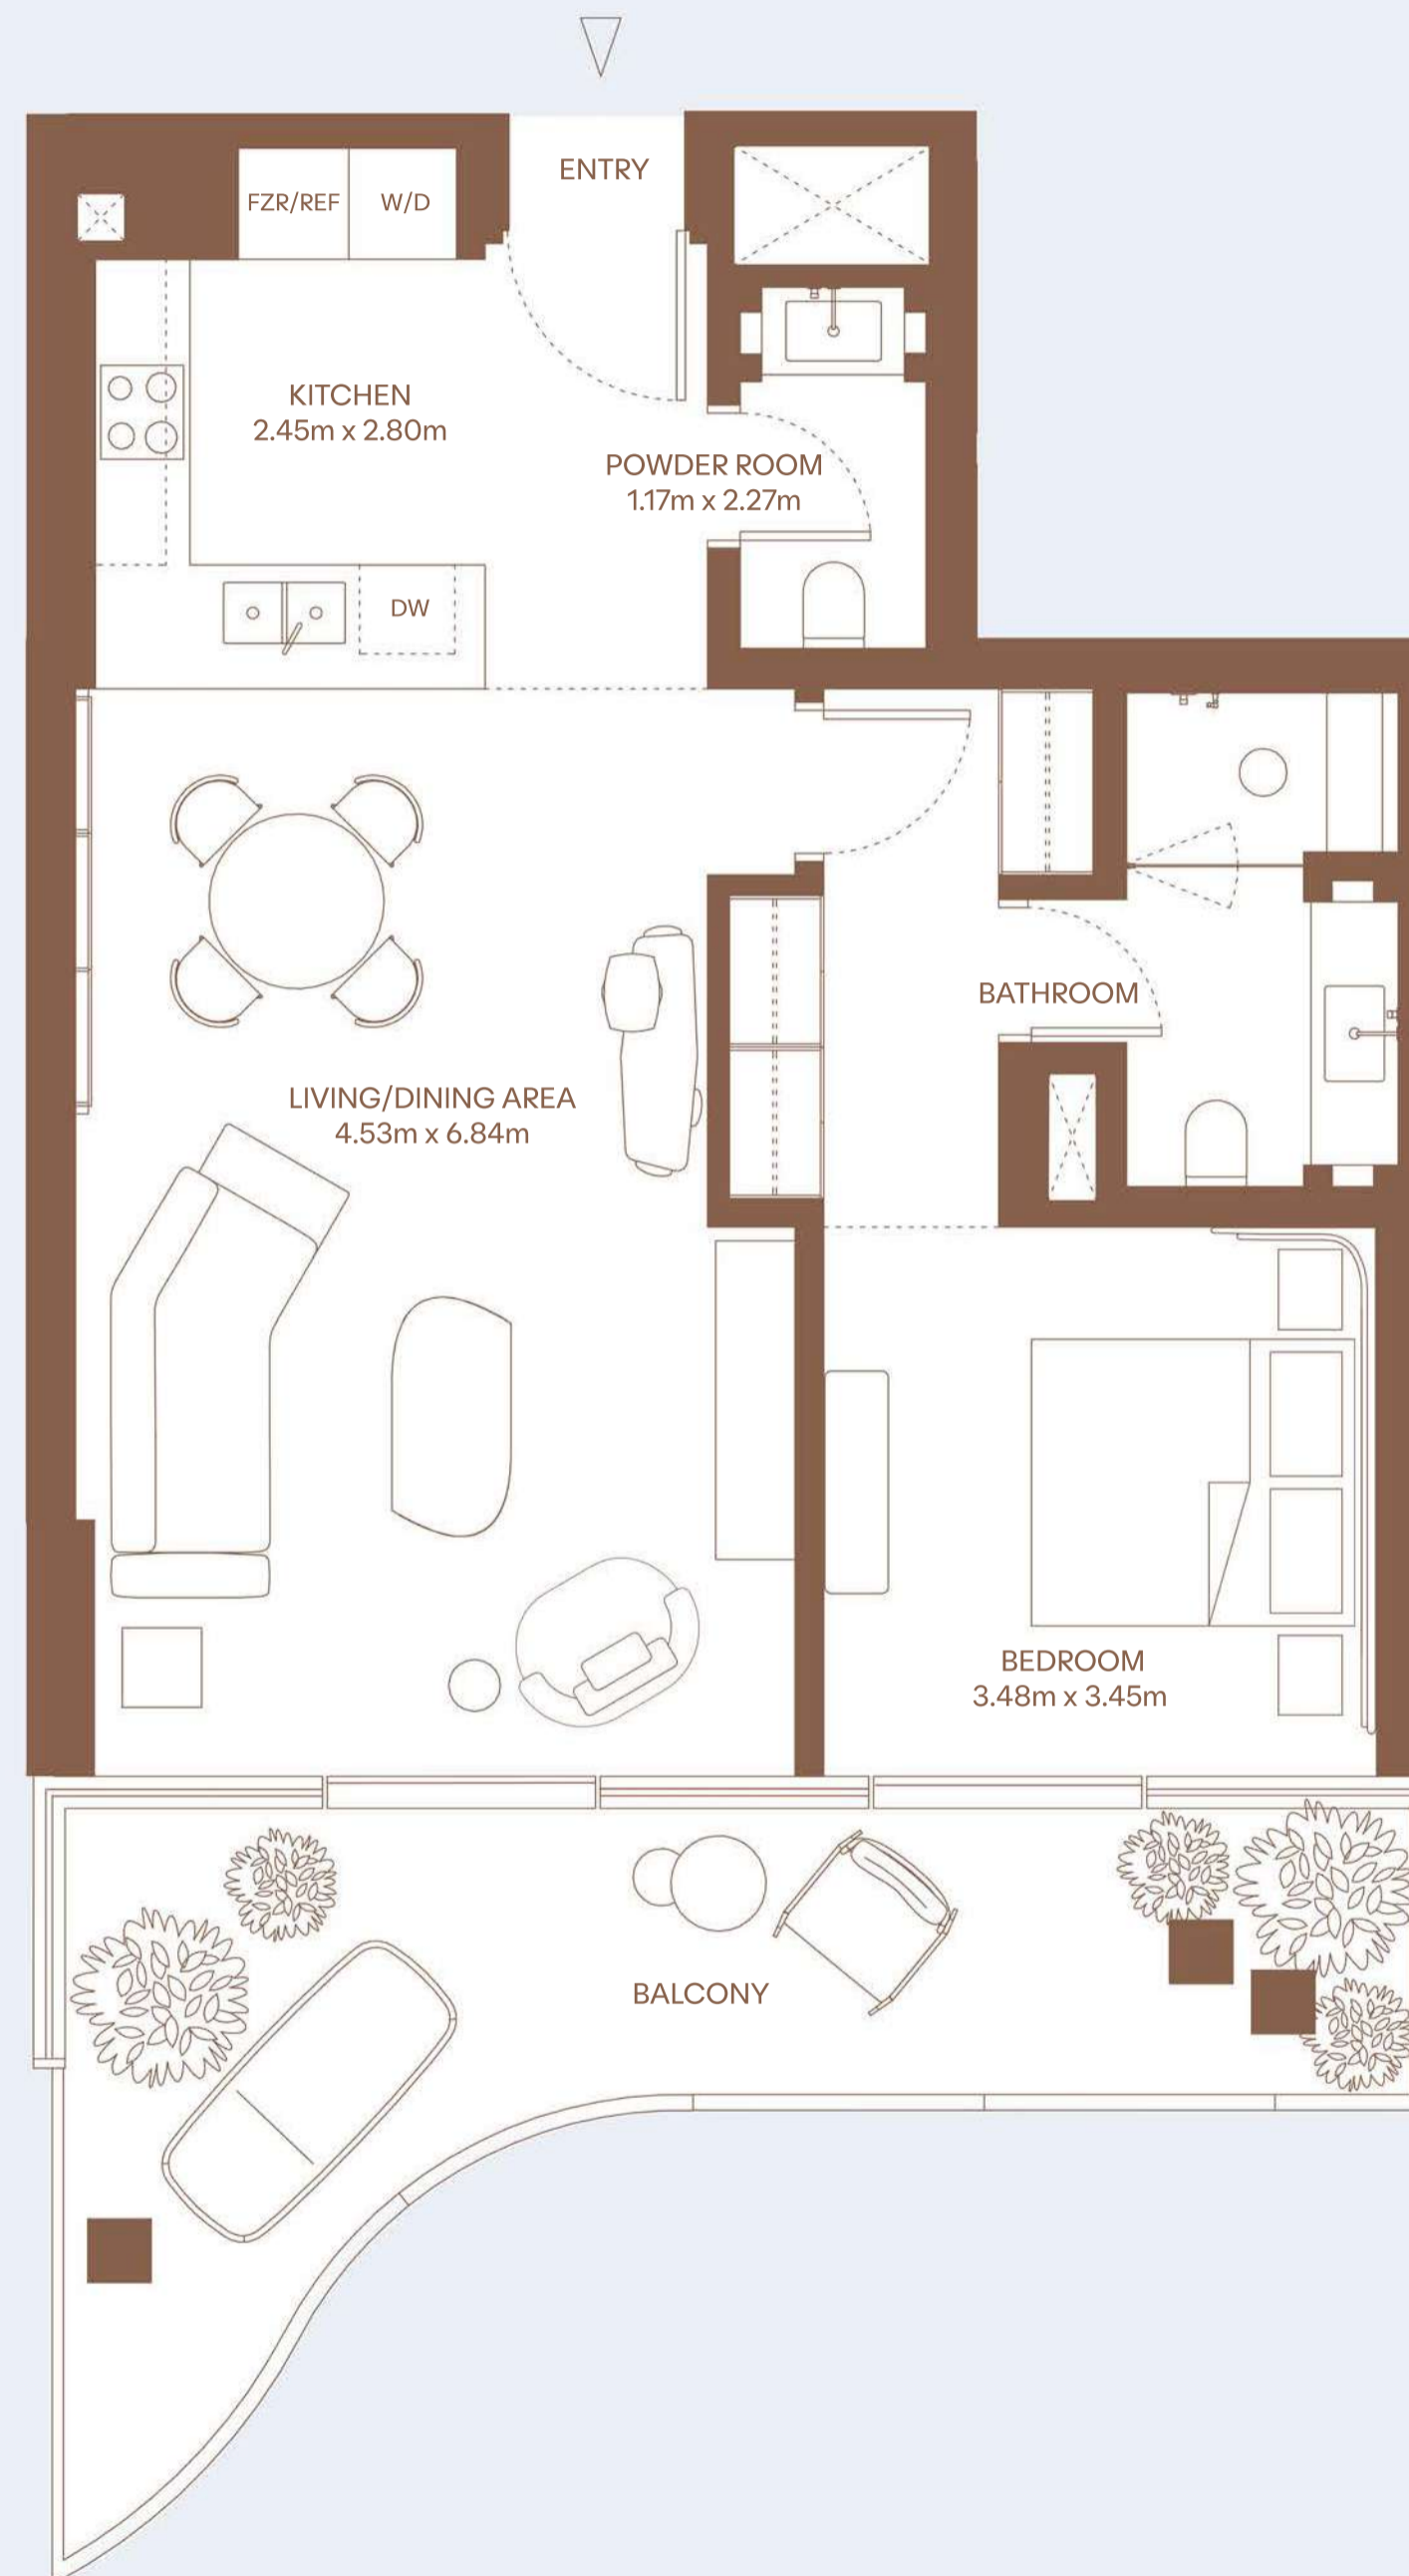 ENTRY
FZR/REF
W/D
KITCHEN
2.45m x 2.80m
POWDER ROOM
1.17m x 2.27m
DW
BATHROOM
LIVING/DINING AREA
4.53m x 6.84m
BEDROOM
3.48m x 3.45m
BALCONY